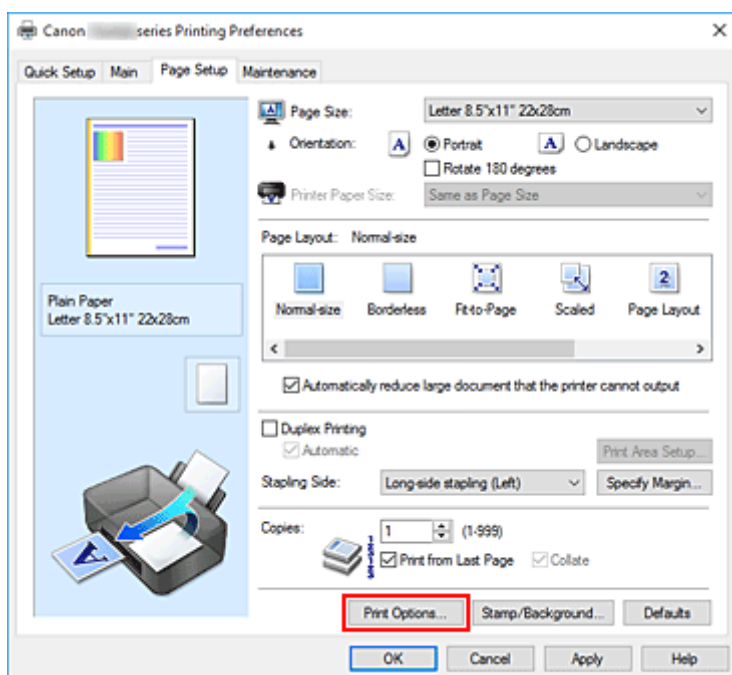 Canon series Printing Preferences
Quick Setup Main Page Setup Maintenance
Page Size: Letter 8.5"x11" 22x28cm
Orientation: A Portrait A Landscape
Rotate 180 degrees
Printer Paper Size: Same as Page Size
Page Layout: Normal-size
2
Normal-size Borderless Fit-to-Page Scaled Page Layout
Plain Paper
Letter 8.5"x11" 22x28cm
Automatically reduce large document that the printer cannot output
Duplex Printing
Automatic
Print Area Setup...
Stapling Side: Long-side stapling (Left) Specify Margin...
Copies: 1 (1-999)
Print from Last Page Collate
A
Print Options... Stamp/Background... Defaults
OK Cancel Apply Help